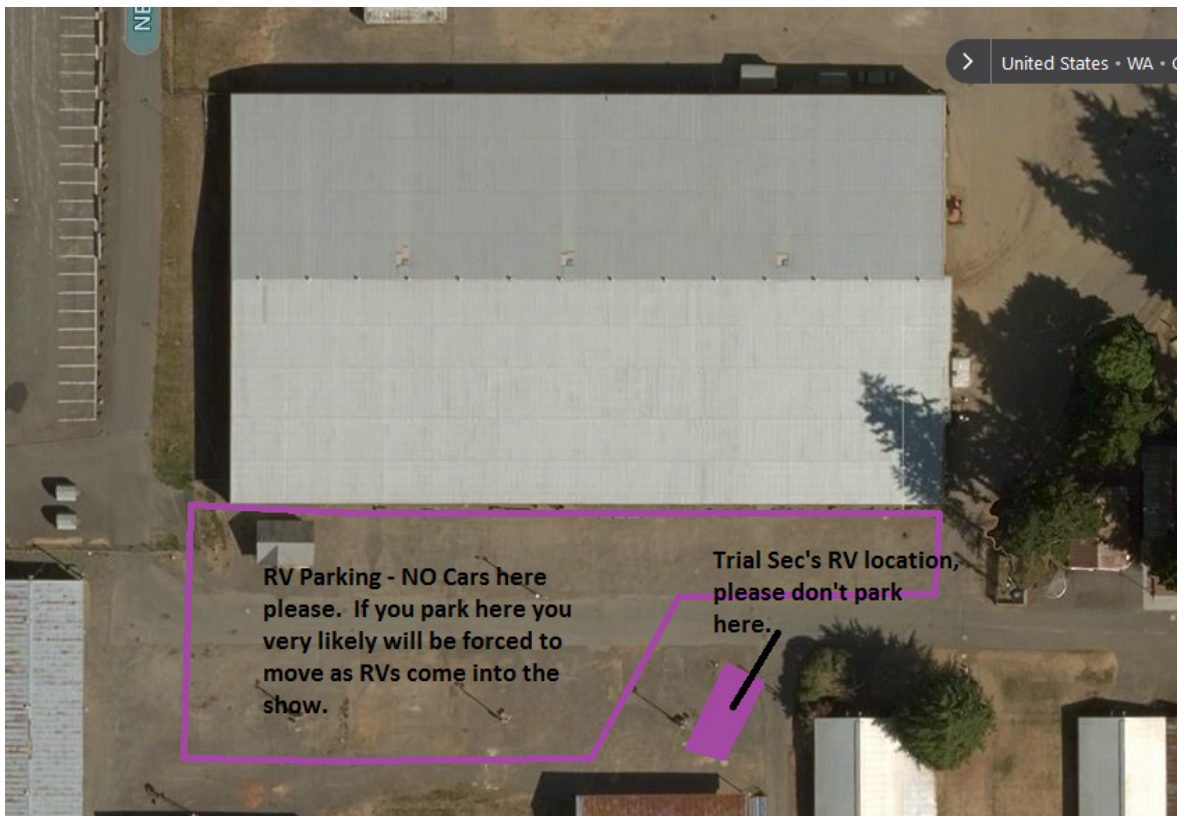 NE
United States • WA •
RV Parking - NO Cars here
please. If you park here you
very likely will be forced to
move as RVs come into the
show.
Trial Sec's RV location,
please don't park
here.